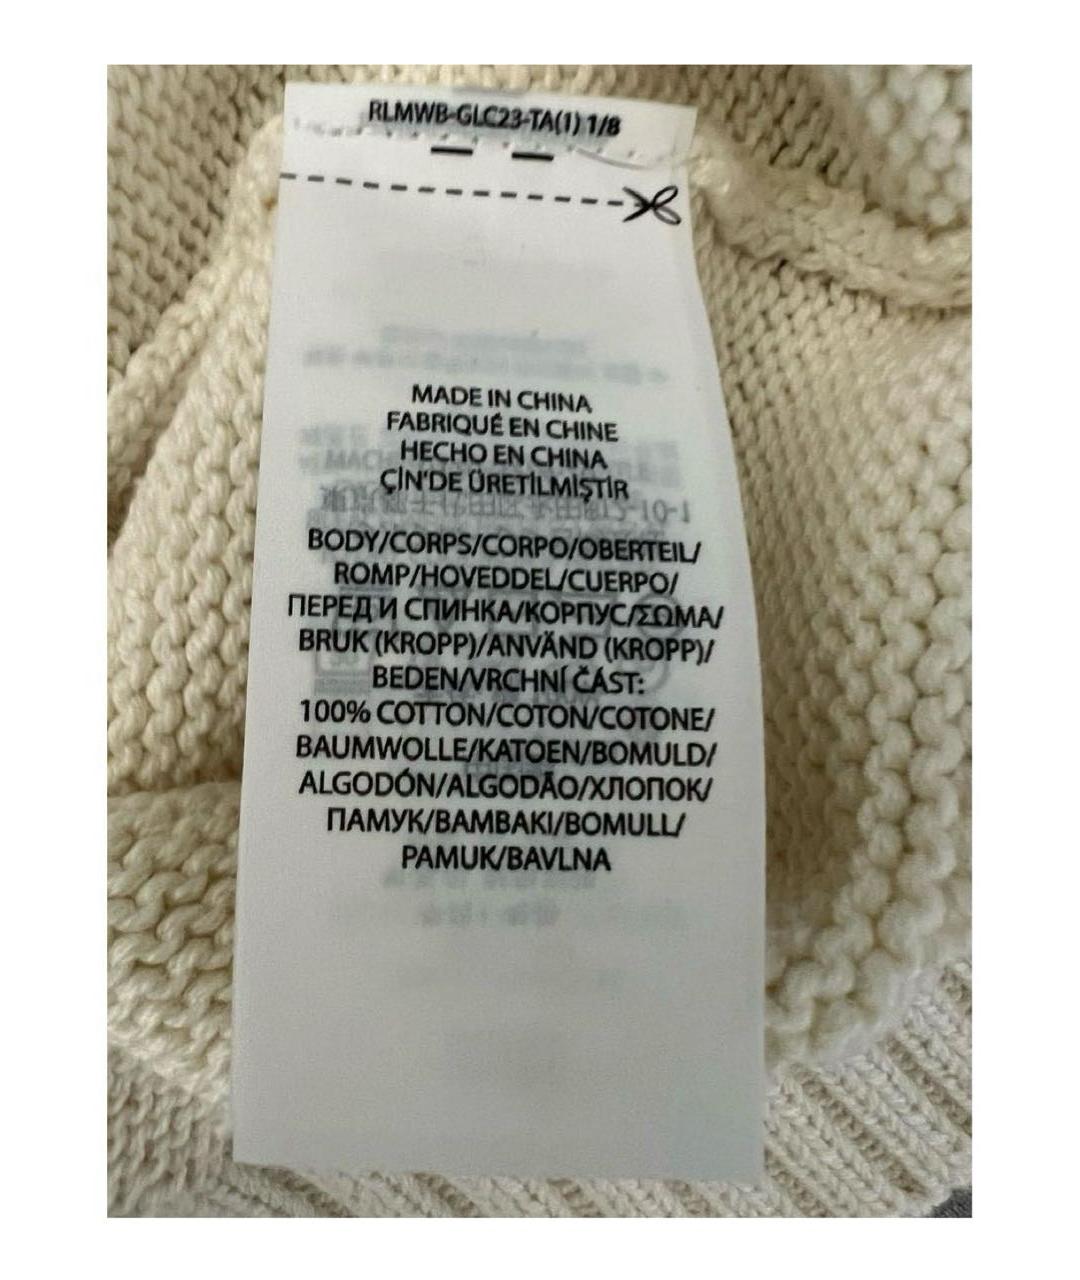 RLMWB-GLC23-TA(1) 1/8
MADE IN CHINA
FABRIQUÉ EN CHINE
HECHO EN CHINA
ÇİN'DE ÜRETİLMİŞTİR
BODY/CORPS/CORPO/OBERTEIL/
ROMP/HOVEDDEL/CUERPO/
ПЕРЕД И СПИНКА/КОРПУС/ΣΩΜΑ/
BRUK (KROPP)/ANVÄND (KROPP)/
BEDEN/VRCHNÍ ČÁST:
100% COTTON/COTON/COTONE/
BAUMWOLLE/KATOEN/BOMULD/
ALGODÓN/ALGODÃO/ХЛОПОК/
ПАМУК/ΒΑΜΒΑΚΙ/BOMULL/
PAMUK/BAVLNA